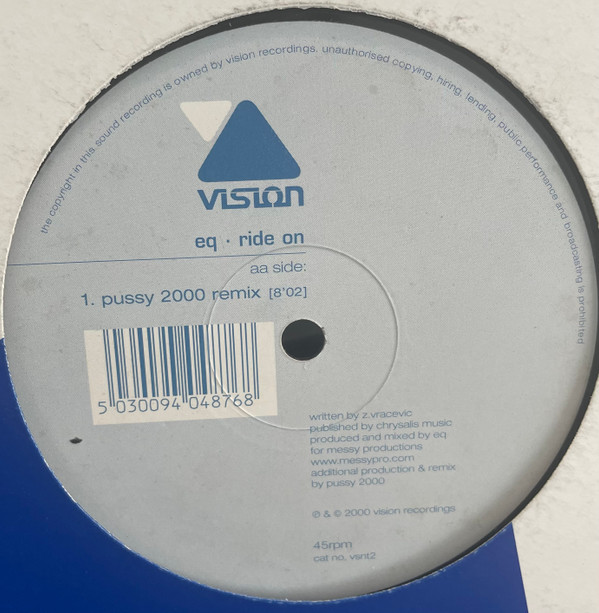 the copyright in this sound recording is owned by vision recordings. unauthorised copying, hiring, lending, public performance and broadcasting is prohibited
VISION
eq · ride on
aa side:
1. pussy 2000 remix [8'02]
5 030094 048768
written by z.vracevic
published by chrysalis music
produced and mixed by eq
for messy productions
www.messypro.com
additional production & remix
by pussy 2000
℗ & © 2000 vision recordings
45rpm
cat no. vsnt2